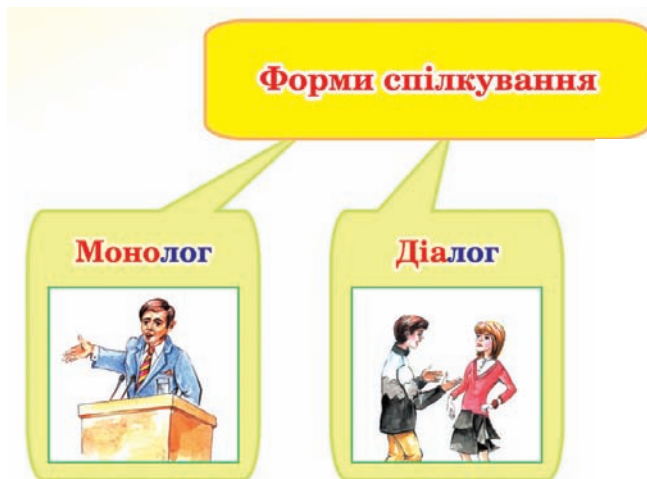 Форми спілкування
Монолог
Діалог